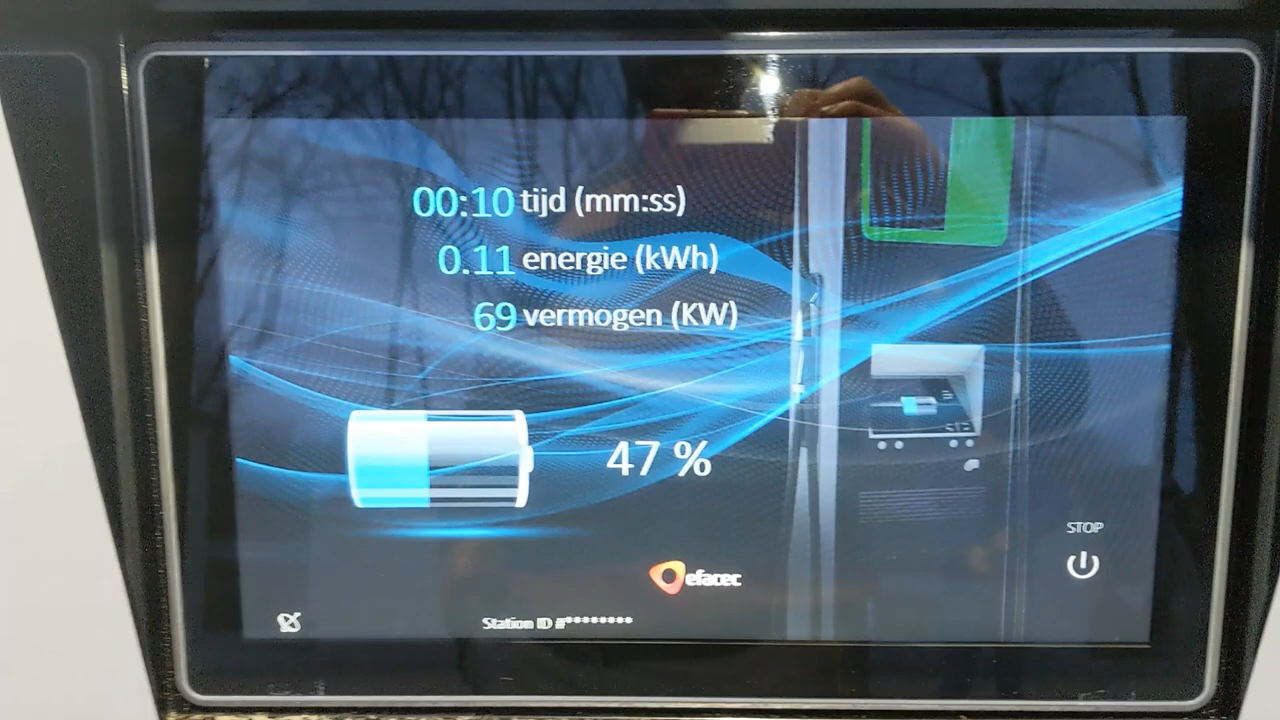 00:10 tijd (mm:ss)
0.11 energie (kWh)
69 vermogen (KW)
47 %
STOP
efacec
Station ID #********